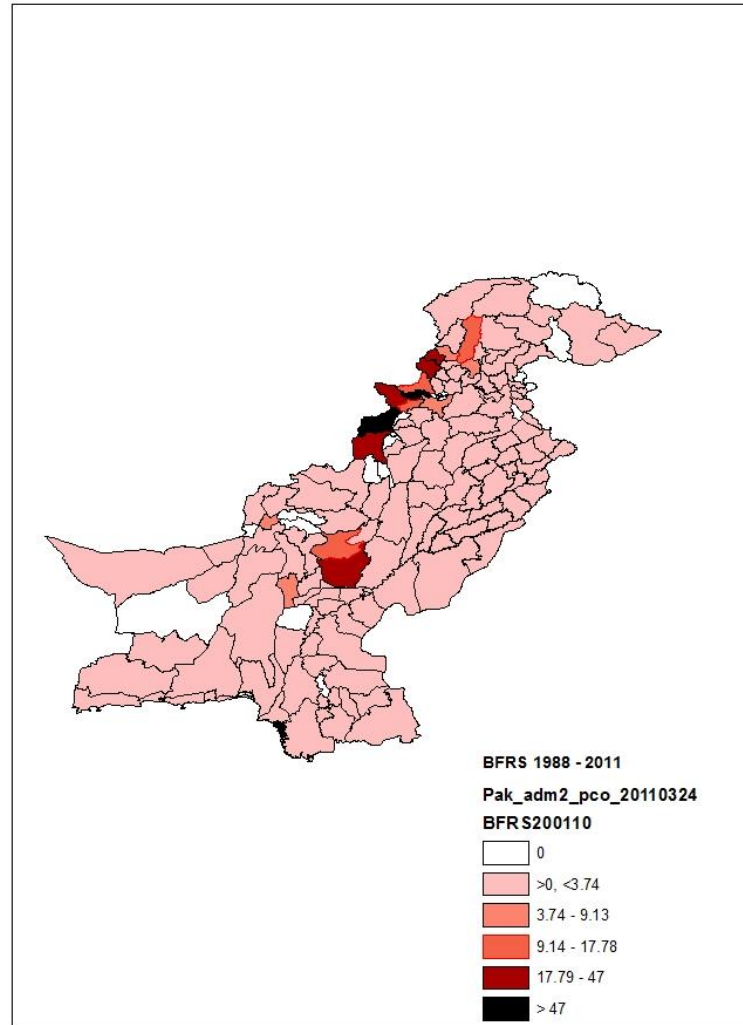 BFRS 1988 - 2011
Pak_adm2_pco_20110324
BFRS200110
0
>0, <3.74
3.74 - 9.13
9.14 - 17.78
17.79 - 47
> 47